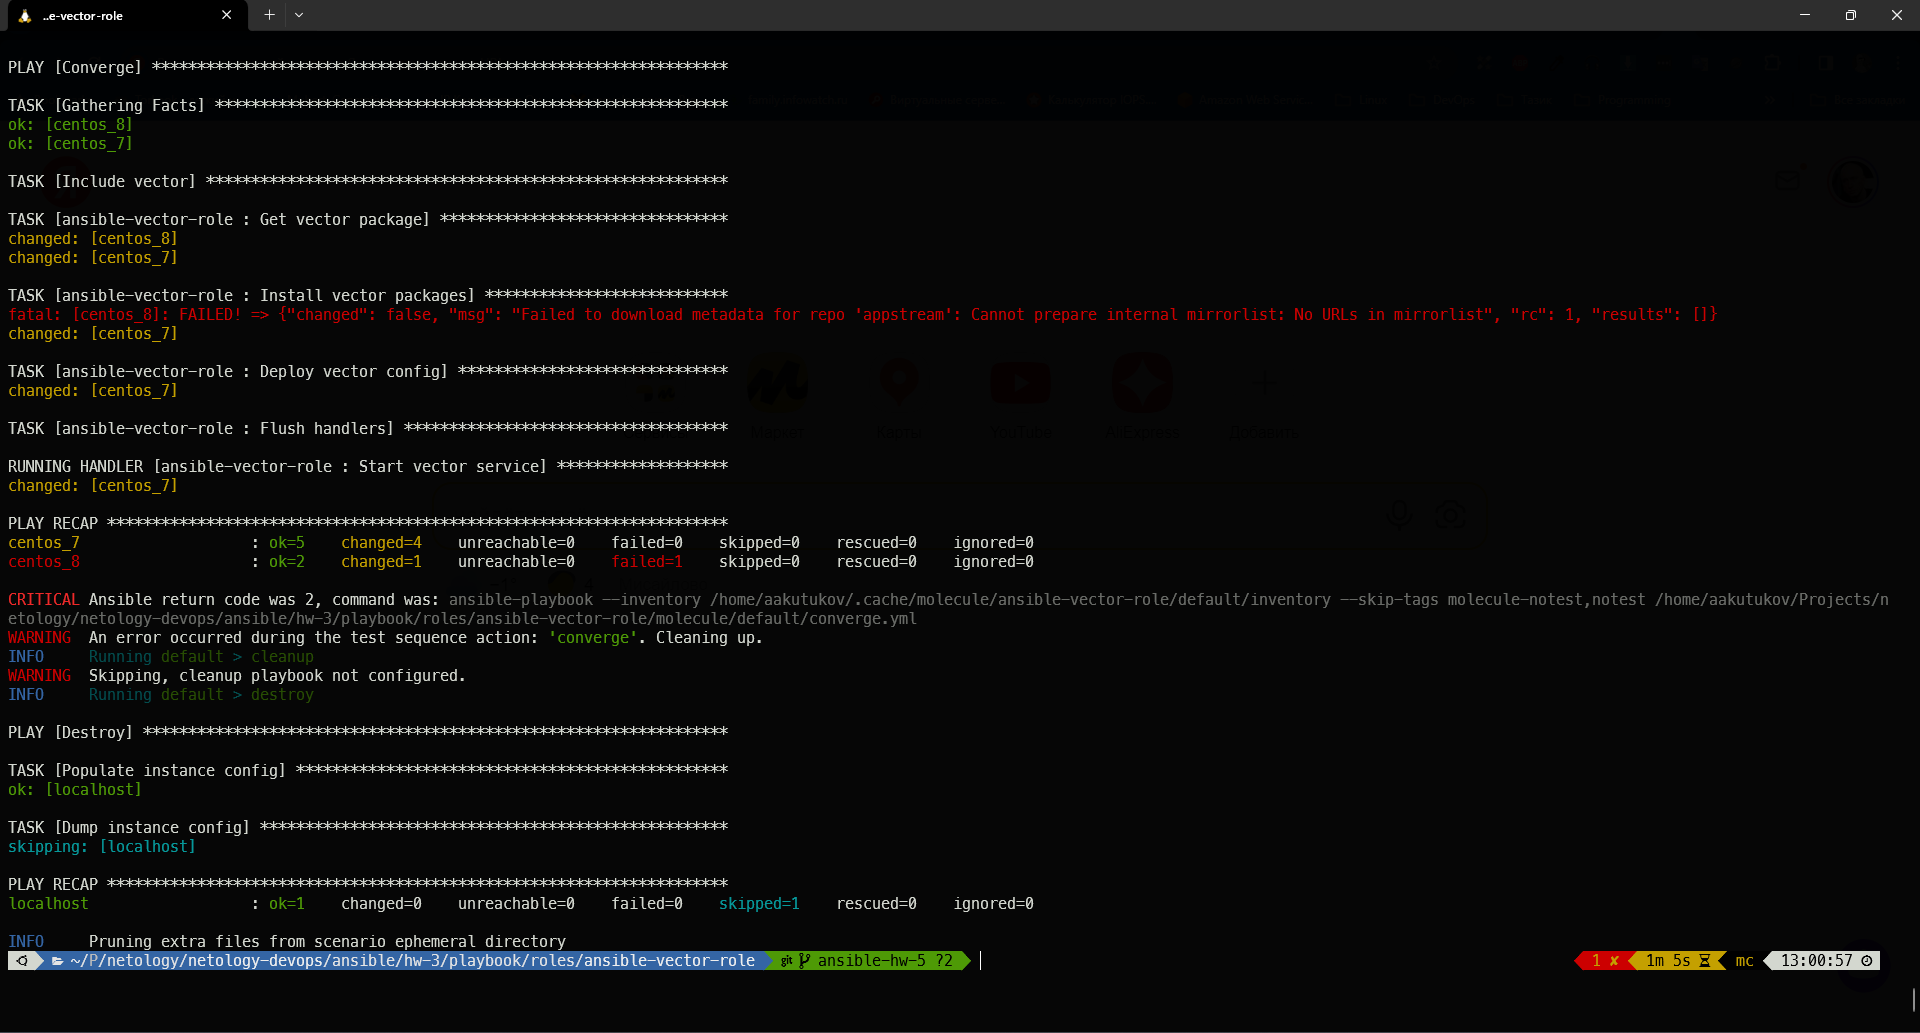 ..e-vector-role
PLAY [Converge] ****************************************************************
TASK [Gathering Facts] *********************************************************
ok: [centos_8]
ok: [centos_7]
TASK [Include vector] **********************************************************
TASK [ansible-vector-role : Get vector package] ********************************
changed: [centos_8]
changed: [centos_7]
TASK [ansible-vector-role : Install vector packages] ***************************
fatal: [centos_8]: FAILED! => {"changed": false, "msg": "Failed to download metadata for repo 'appstream': Cannot prepare internal mirrorlist: No URLs in mirrorlist", "rc": 1, "results": []}
changed: [centos_7]
TASK [ansible-vector-role : Deploy vector config] ******************************
changed: [centos_7]
TASK [ansible-vector-role : Flush handlers] ************************************
RUNNING HANDLER [ansible-vector-role : Start vector service] *******************
changed: [centos_7]
PLAY RECAP *********************************************************************
centos_7 : ok=5 changed=4 unreachable=0 failed=0 skipped=0 rescued=0 ignored=0
centos_8 : ok=2 changed=1 unreachable=0 failed=1 skipped=0 rescued=0 ignored=0
CRITICAL Ansible return code was 2, command was: ansible-playbook --inventory /home/aakutukov/.cache/molecule/ansible-vector-role/default/inventory --skip-tags molecule-notest,notest /home/aakutukov/Projects/n
etology/netology-devops/ansible/hw-3/playbook/roles/ansible-vector-role/molecule/default/converge.yml
WARNING An error occurred during the test sequence action: 'converge'. Cleaning up.
INFO Running default > cleanup
WARNING Skipping, cleanup playbook not configured.
INFO Running default > destroy
PLAY [Destroy] *****************************************************************
TASK [Populate instance config] ************************************************
ok: [localhost]
TASK [Dump instance config] ****************************************************
skipping: [localhost]
PLAY RECAP *********************************************************************
localhost : ok=1 changed=0 unreachable=0 failed=0 skipped=1 rescued=0 ignored=0
INFO Pruning extra files from scenario ephemeral directory
~/P/netology/netology-devops/ansible/hw-3/playbook/roles/ansible-vector-role git ansible-hw-5 ?2 1 ✘ 1m 5s mc 13:00:57
Маркет
Карты
YouTube
AliExpress
Добавить